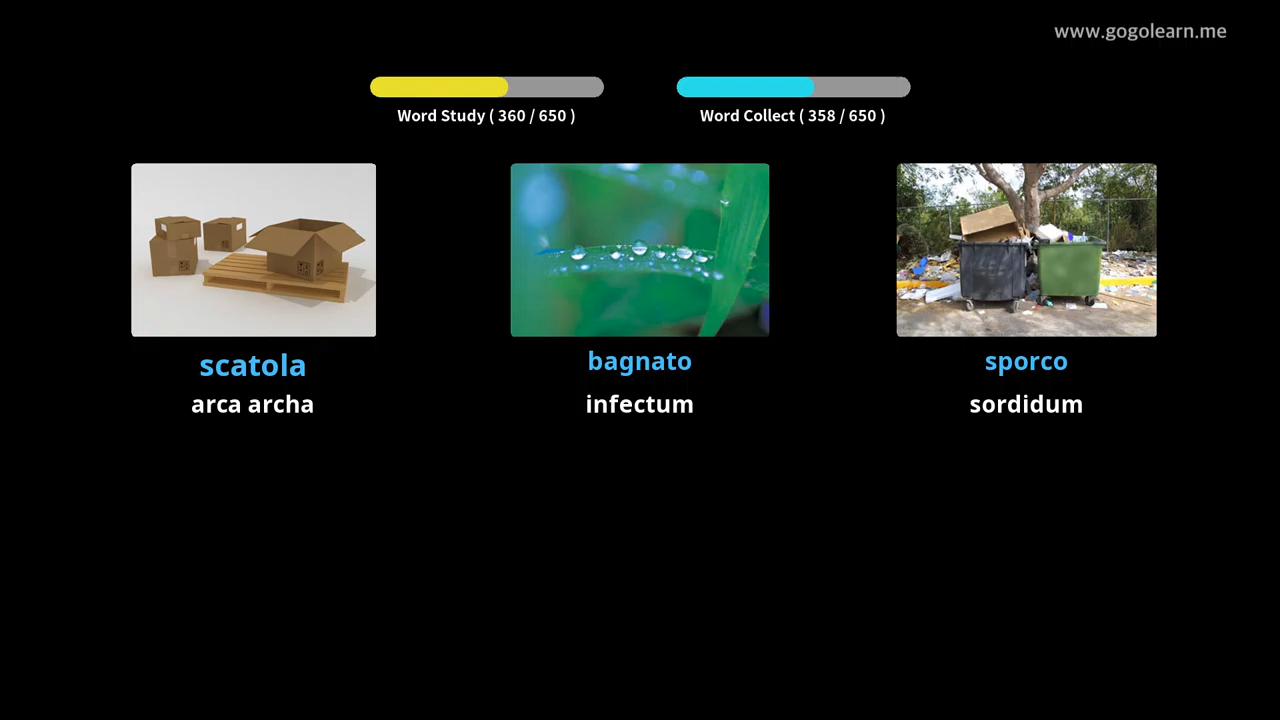 www.gogolearn.me
Word Study ( 360 / 650 )
Word Collect ( 358 / 650 )
scatola
arca archa
bagnato
infectum
sporco
sordidum